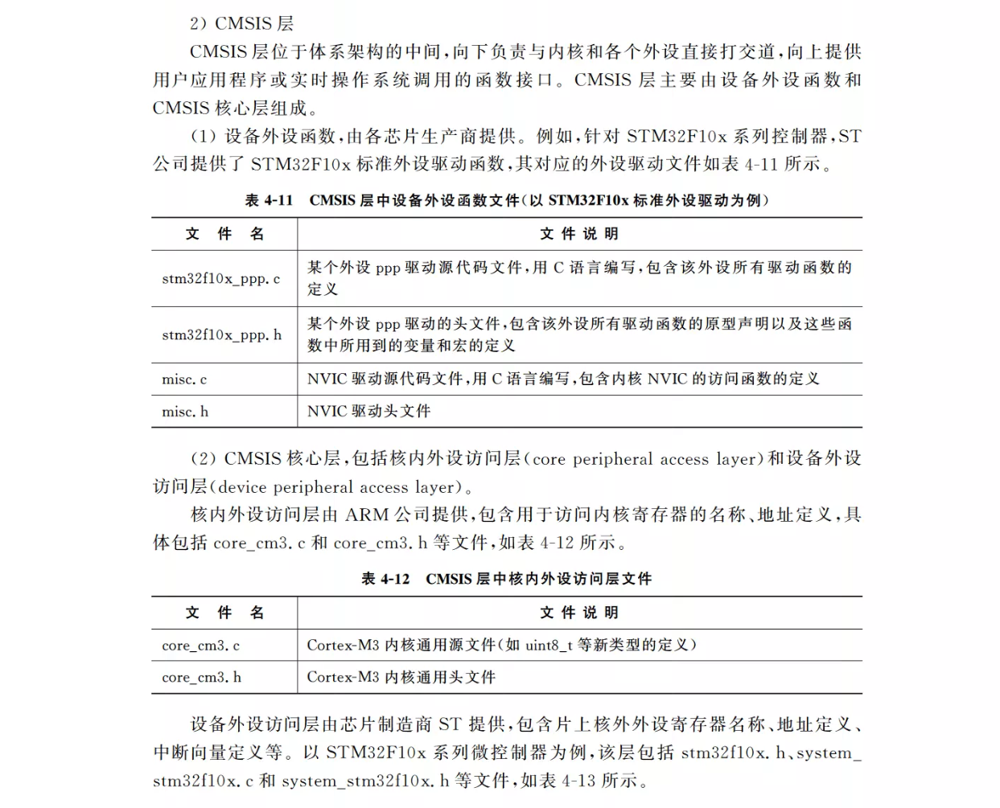 2) CMSIS 层
CMSIS 层位于体系架构的中间,向下负责与内核和各个外设直接打交道,向上提供
用户应用程序或实时操作系统调用的函数接口。CMSIS 层主要由设备外设函数和
CMSIS 核心层组成。
(1) 设备外设函数,由各芯片生产商提供。例如,针对 STM32F10x 系列控制器,ST
公司提供了 STM32F10x 标准外设驱动函数,其对应的外设驱动文件如表 4-11 所示。
表 4-11 CMSIS 层中设备外设函数文件(以 STM32F10x 标准外设驱动为例)
文 件 名 文 件 说 明
stm32f10x_ppp.c 某个外设 ppp 驱动源代码文件,用 C 语言编写,包含该外设所有驱动函数的
定义
stm32f10x_ppp.h 某个外设 ppp 驱动的头文件,包含该外设所有驱动函数的原型声明以及这些函
数中所用到的变量和宏的定义
misc.c NVIC 驱动源代码文件,用 C 语言编写,包含内核 NVIC 的访问函数的定义
misc.h NVIC 驱动头文件
(2) CMSIS 核心层,包括核内外设访问层(core peripheral access layer)和设备外设
访问层(device peripheral access layer)。
核内外设访问层由 ARM 公司提供,包含用于访问内核寄存器的名称、地址定义,具
体包括 core_cm3.c 和 core_cm3.h 等文件,如表 4-12 所示。
表 4-12 CMSIS 层中核内外设访问层文件
文 件 名 文 件 说 明
core_cm3.c Cortex-M3 内核通用源文件(如 uint8_t 等新类型的定义)
core_cm3.h Cortex-M3 内核通用头文件
设备外设访问层由芯片制造商 ST 提供,包含片上核外外设寄存器名称、地址定义、
中断向量定义等。以 STM32F10x 系列微控制器为例,该层包括 stm32f10x.h、system_
stm32f10x.c 和 system_stm32f10x.h 等文件,如表 4-13 所示。